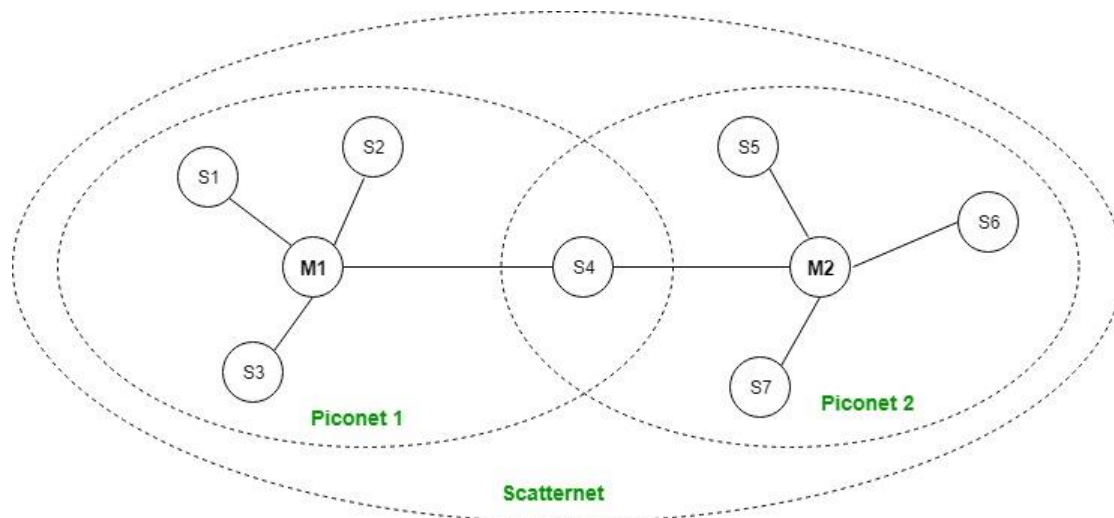 S1
S2
M1
S3
S4
S5
S6
M2
S7
Piconet 1
Piconet 2
Scatternet